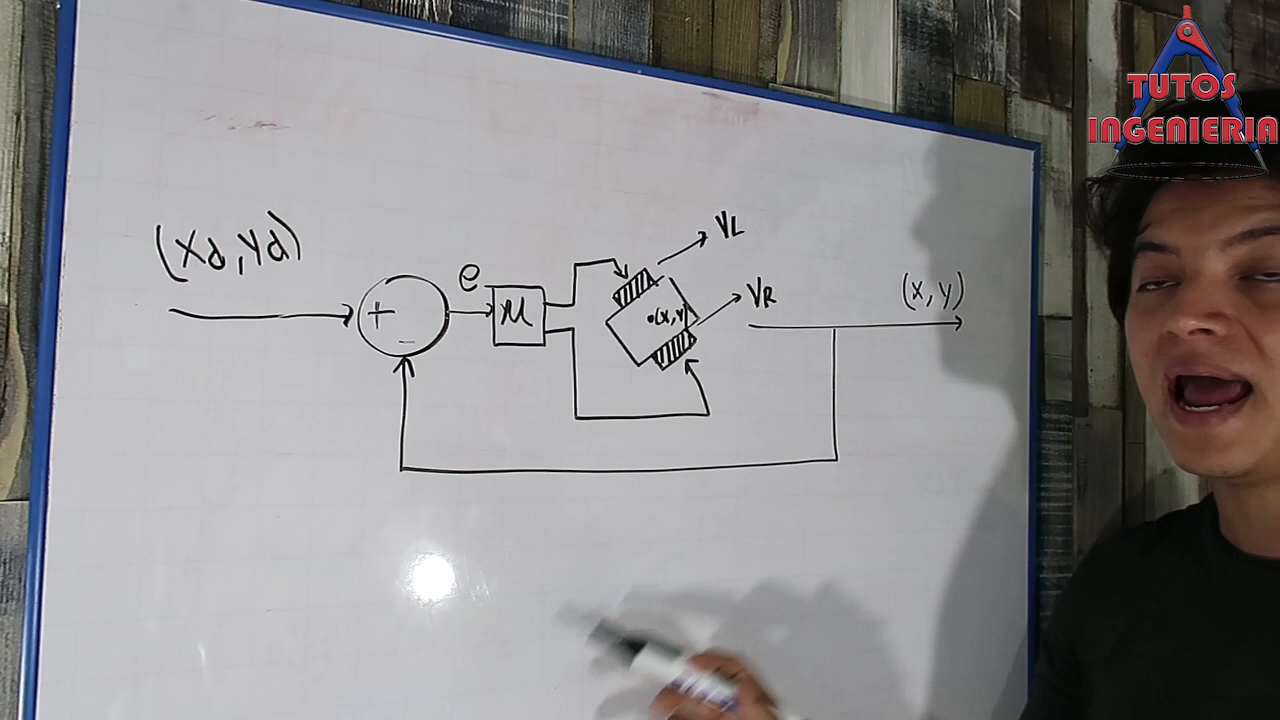 TUTOS
INGENIERIA
(Xd,Yd)
+
-
e
u
VL
VR
(x,y)
(x, y)